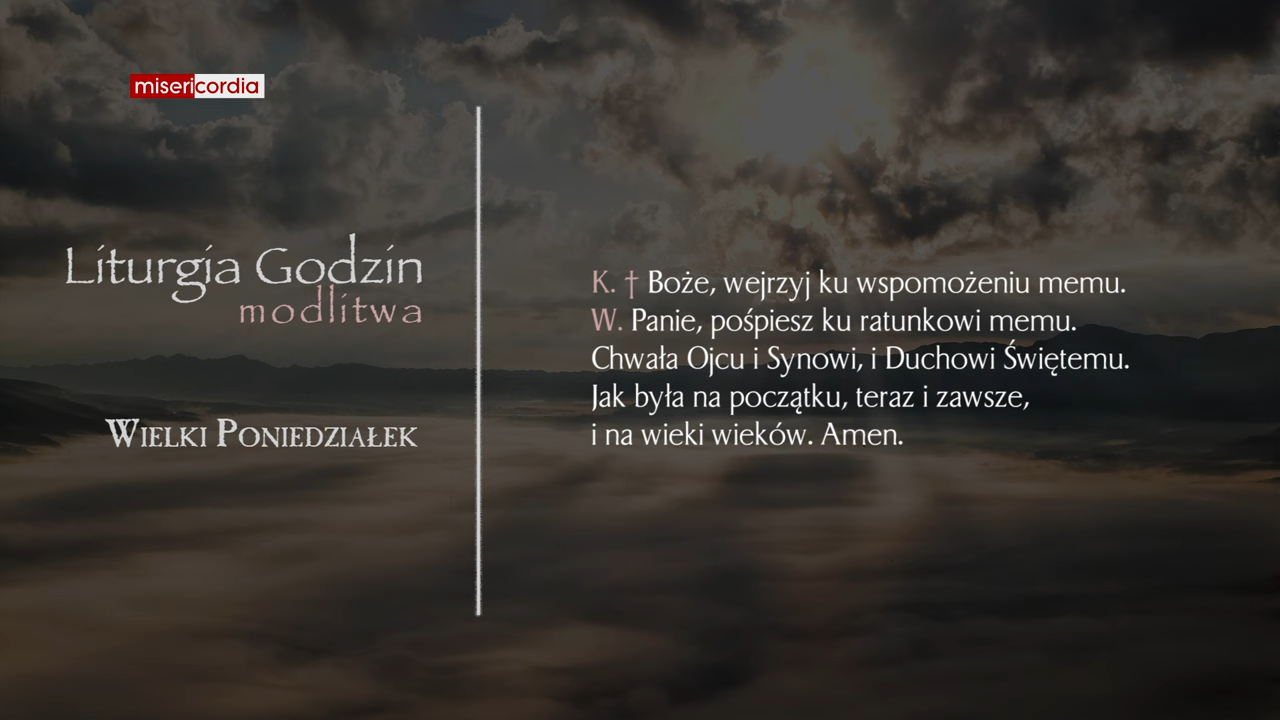 misericordia
Liturgia Godzin
modlitwa
Wielki Poniedziałek
K. † Boże, wejrzyj ku wspomożeniu memu.
W. Panie, pośpiesz ku ratunkowi memu.
Chwała Ojcu i Synowi, i Duchowi Świętemu.
Jak była na początku, teraz i zawsze,
i na wieki wieków. Amen.